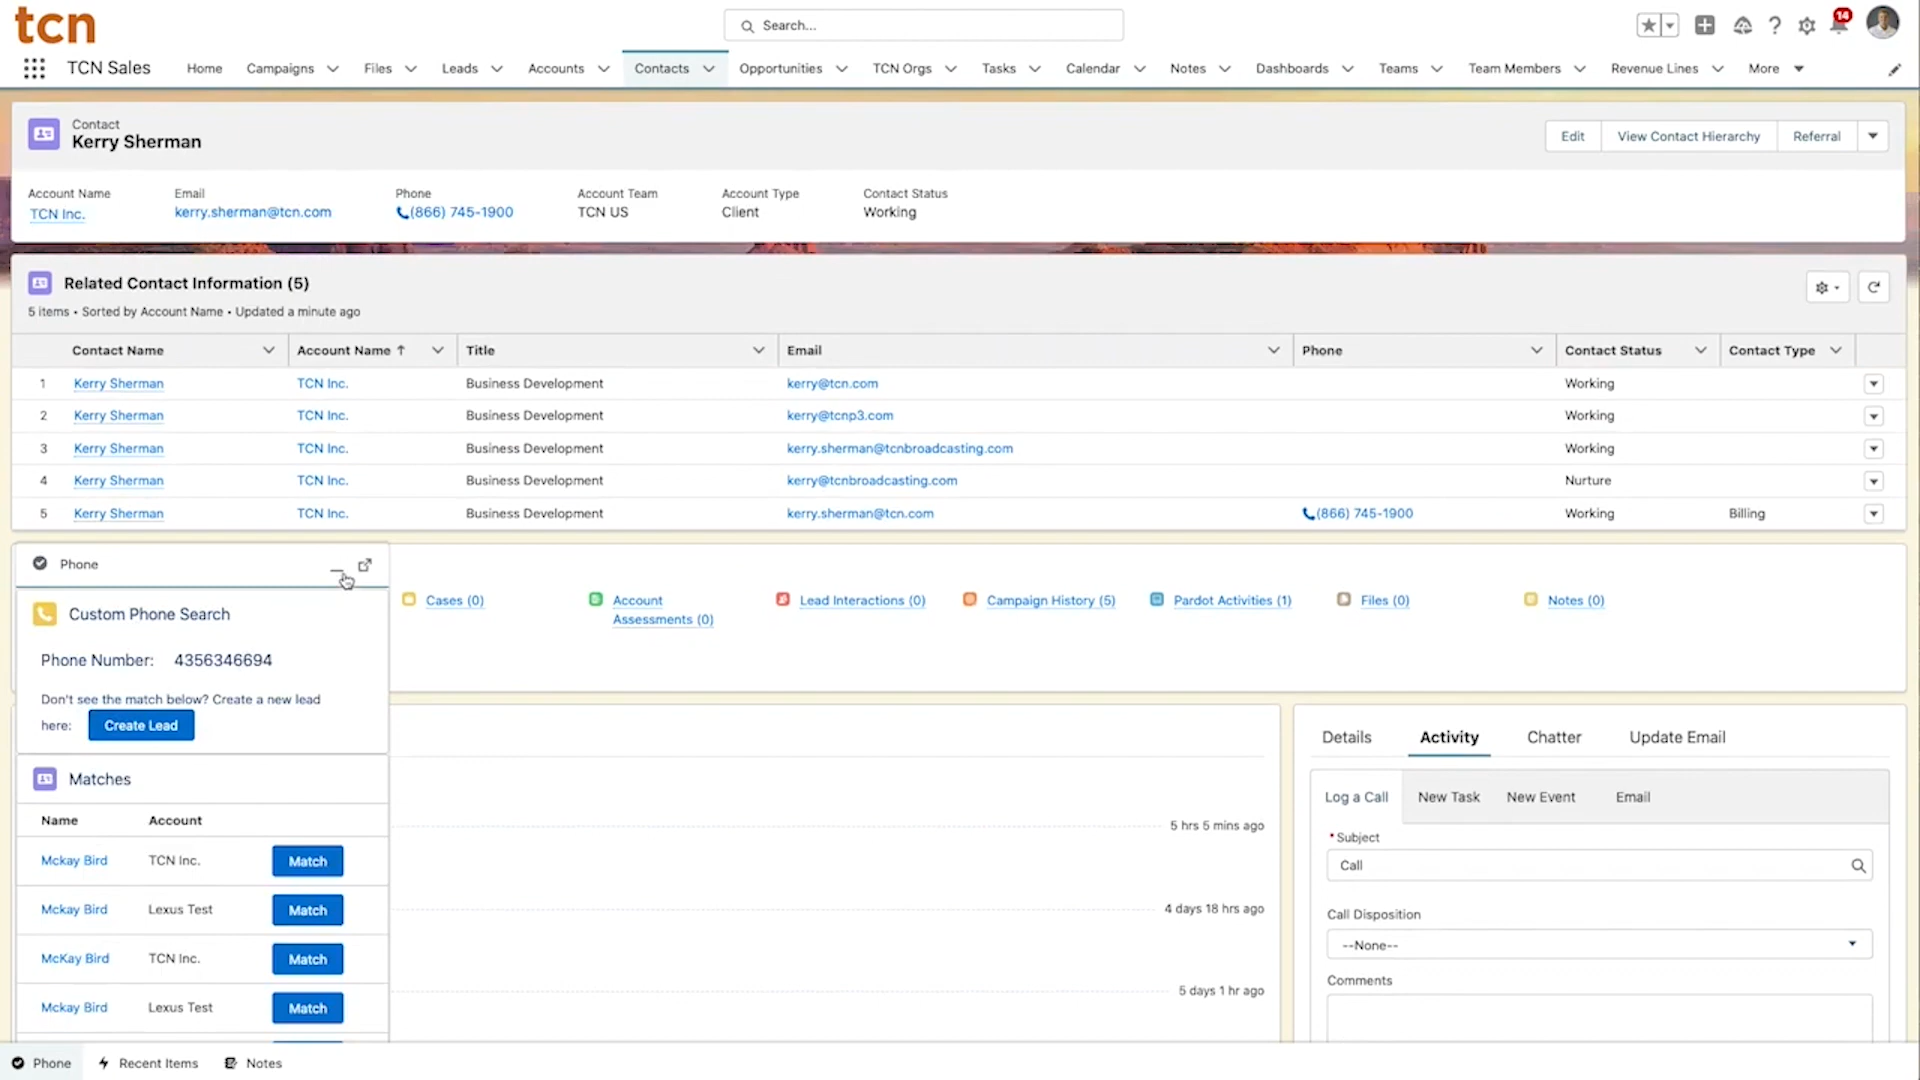 tcn
Search...
14
TCN Sales Home Campaigns Files Leads Accounts Contacts Opportunities TCN Orgs Tasks Calendar Notes Dashboards Teams Team Members Revenue Lines More
Contact
Kerry Sherman
Edit View Contact Hierarchy Referral
Account Name Email Phone Account Team Account Type Contact Status
TCN Inc. kerry.sherman@tcn.com (866) 745-1900 TCN US Client Working
Related Contact Information (5)
5 items • Sorted by Account Name • Updated a minute ago
Contact Name Account Name ↑ Title Email Phone Contact Status Contact Type
1 Kerry Sherman TCN Inc. Business Development kerry@tcn.com Working
2 Kerry Sherman TCN Inc. Business Development kerry@tcnp3.com Working
3 Kerry Sherman TCN Inc. Business Development kerry.sherman@tcnbroadcasting.com Working
4 Kerry Sherman TCN Inc. Business Development kerry@tcnbroadcasting.com Nurture
5 Kerry Sherman TCN Inc. Business Development kerry.sherman@tcn.com (866) 745-1900 Working Billing
Phone
Cases (0) Account Assessments (0) Lead Interactions (0) Campaign History (5) Pardot Activities (1) Files (0) Notes (0)
Custom Phone Search
Phone Number: 4356346694
Don't see the match below? Create a new lead
here: Create Lead
Matches
Name Account
Mckay Bird TCN Inc. Match
Mckay Bird Lexus Test Match
McKay Bird TCN Inc. Match
Mckay Bird Lexus Test Match
5 hrs 5 mins ago
4 days 18 hrs ago
5 days 1 hr ago
Details Activity Chatter Update Email
Log a Call New Task New Event Email
*Subject
Call
Call Disposition
--None--
Comments
Phone Recent Items Notes